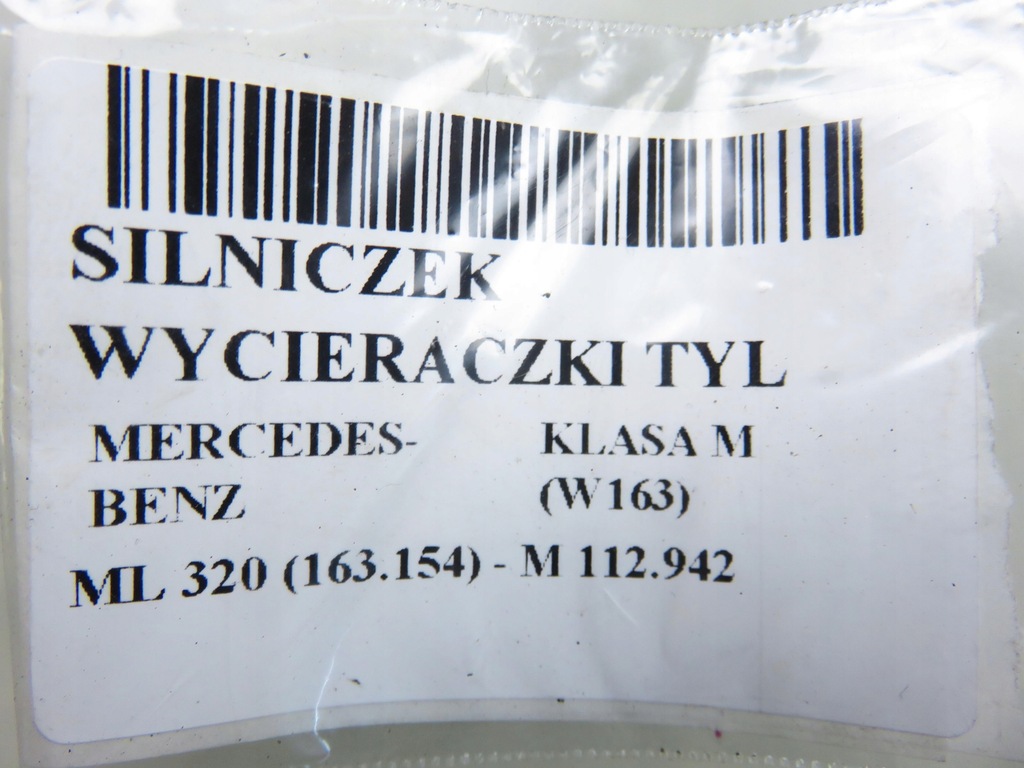 SILNICZEK
WYCIERACZKI TYL
MERCEDES- KLASA M
BENZ (W163)
ML 320 (163.154) - M 112.942